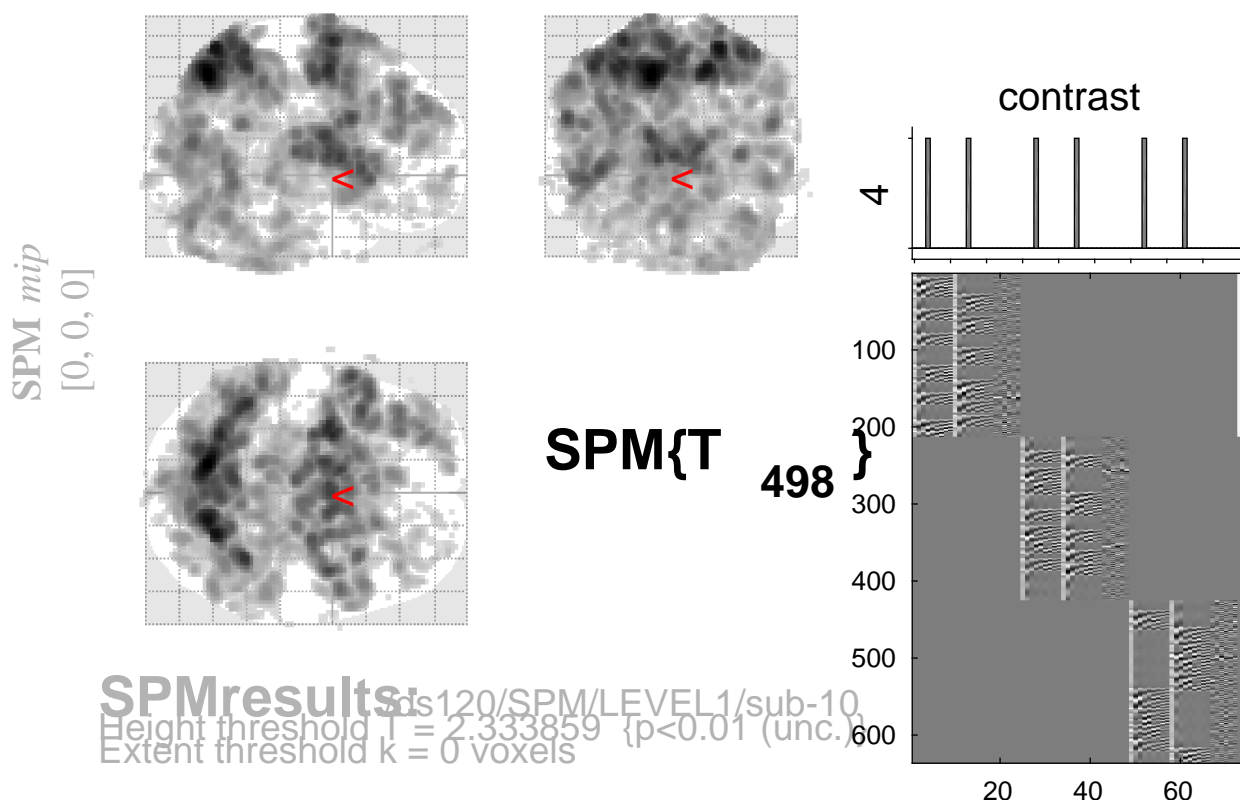 contrast
4
SPM mip
[0, 0, 0]
100
200
300
400
500
600
20 40 60
SPM{T 498 }
SPMresults: /ds120/SPM/LEVEL1/sub-10
Height threshold T = 2.333859 {p<0.01 (unc.)}
Extent threshold k = 0 voxels